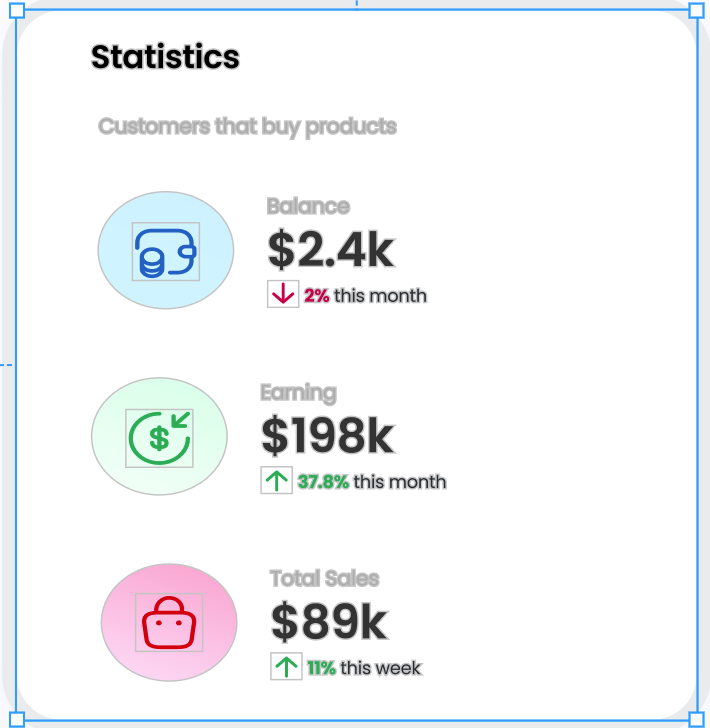 Statistics
Customers that buy products
Balance
$2.4k
2% this month
Earning
$198k
37.8% this month
Total Sales
$89k
11% this week